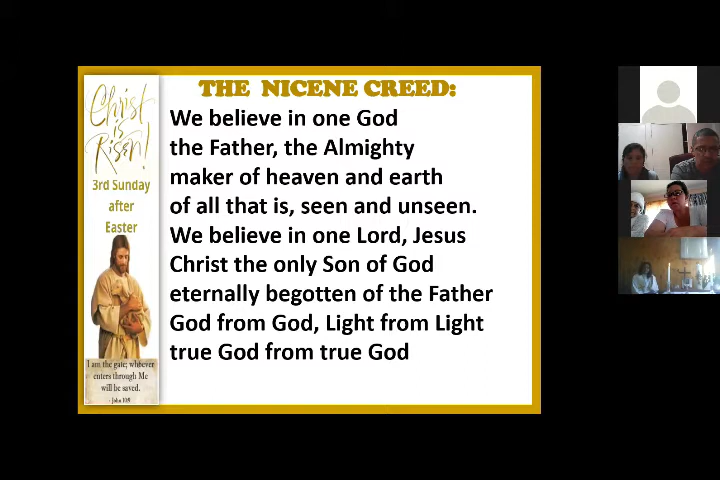 Christ
is
Risen!
3rd Sunday
after
Easter
I am the gate; whoever
enters through Me
will be saved.
- John 10:9
THE NICENE CREED:
We believe in one God
the Father, the Almighty
maker of heaven and earth
of all that is, seen and unseen.
We believe in one Lord, Jesus
Christ the only Son of God
eternally begotten of the Father
God from God, Light from Light
true God from true God